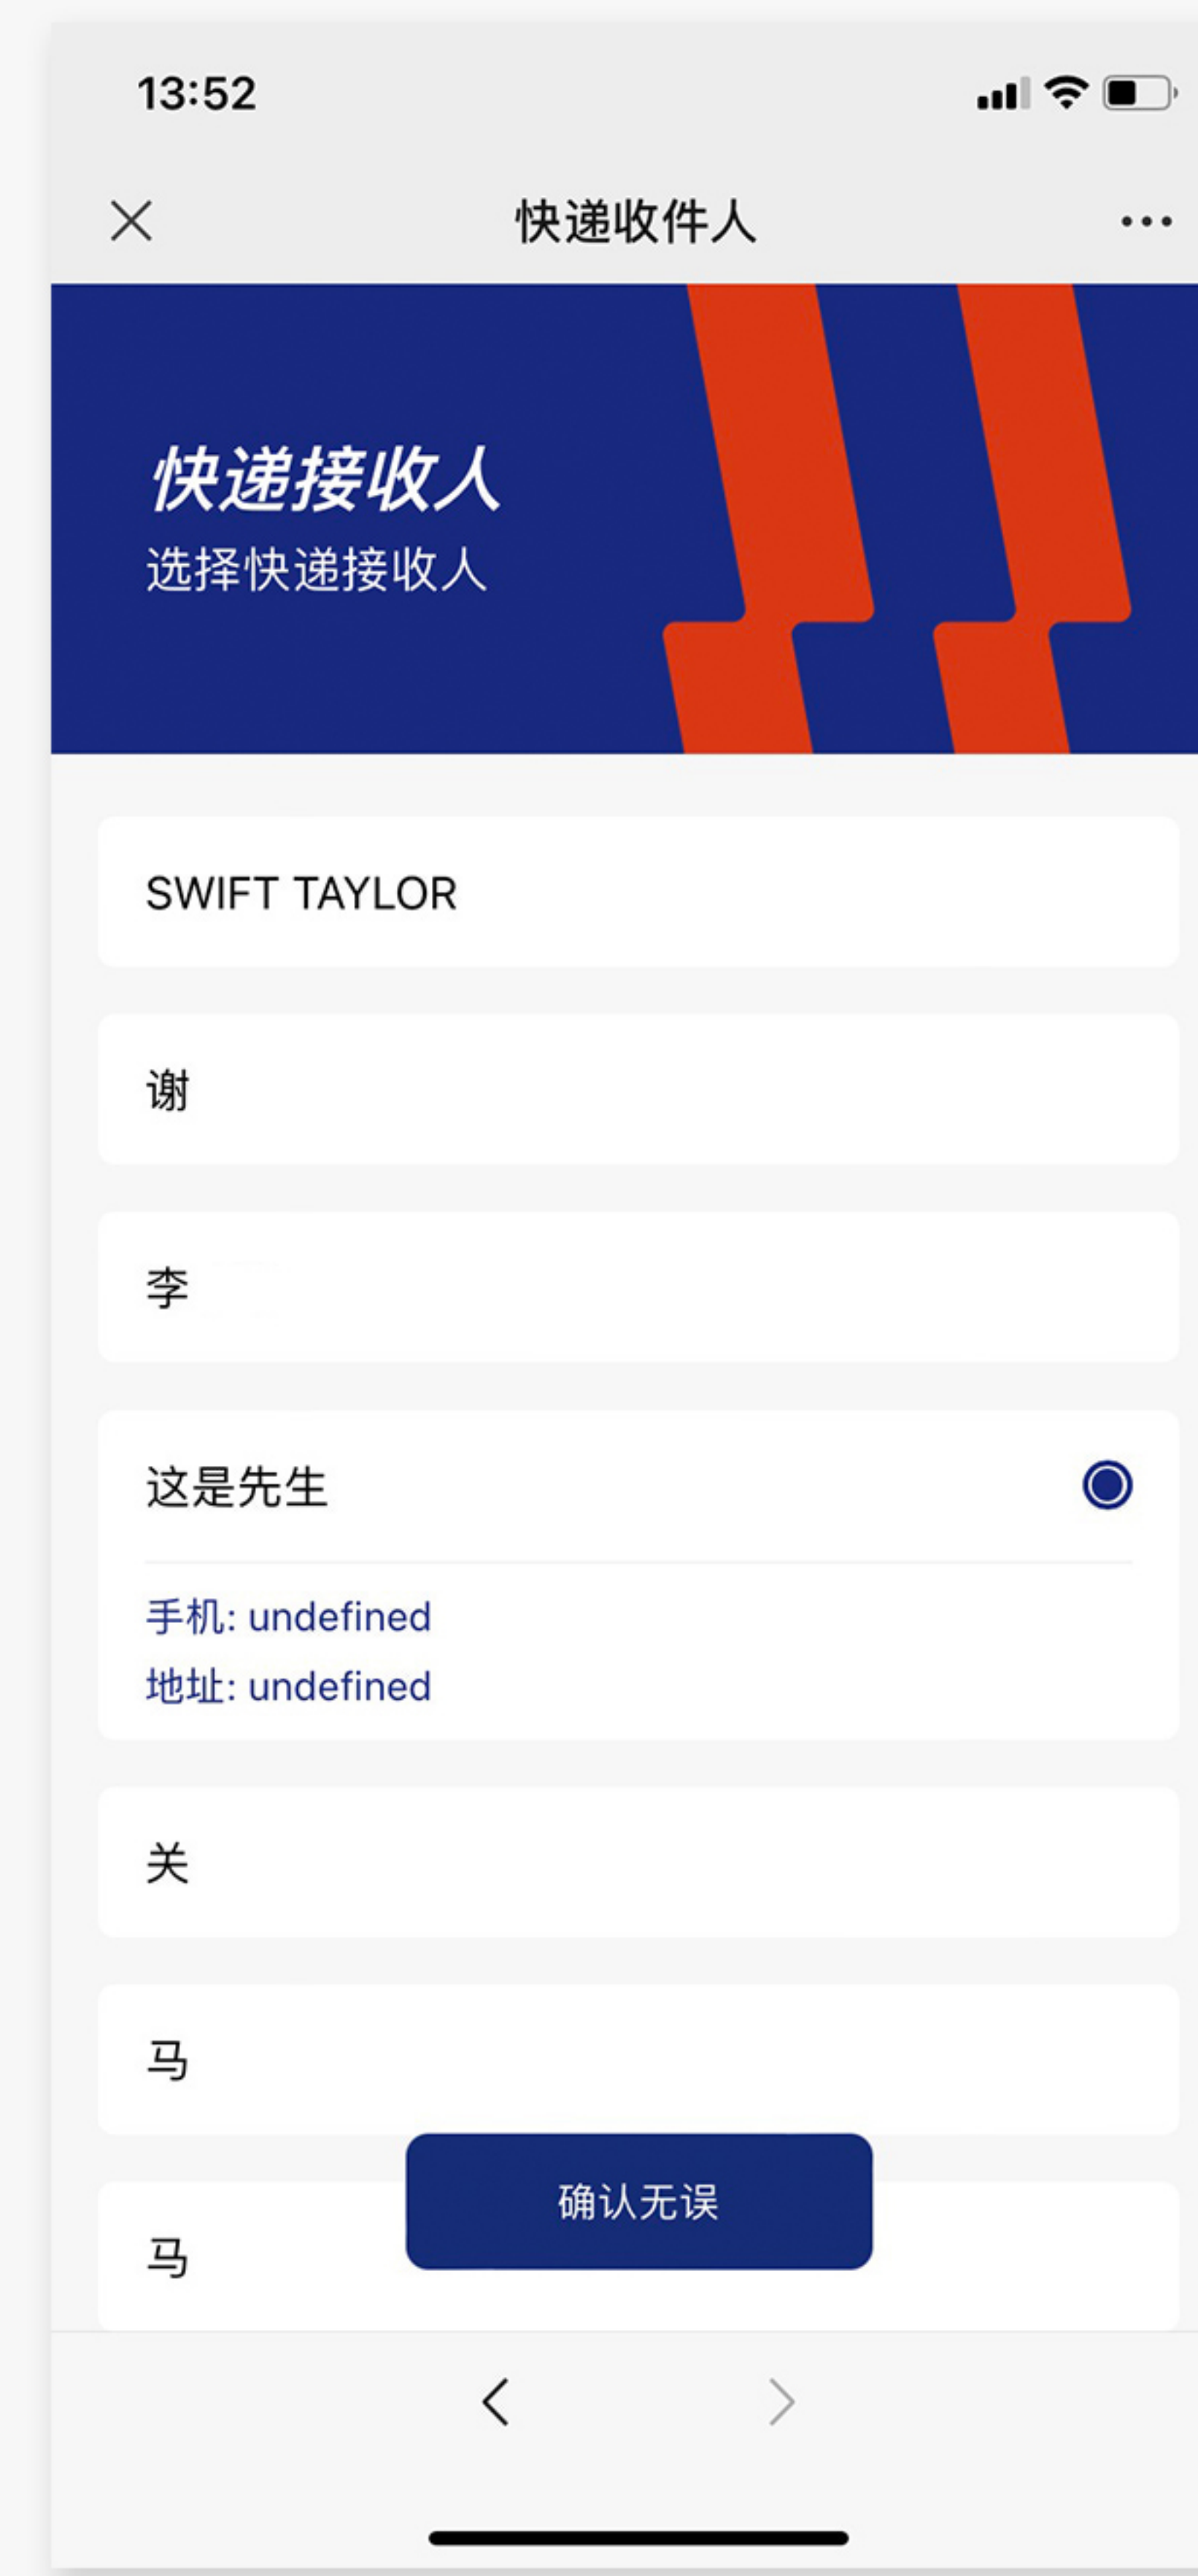 13:52
快递收件人
快递接收人
选择快递接收人
SWIFT TAYLOR
谢
李
这是先生
手机: undefined
地址: undefined
关
马
确认无误
马